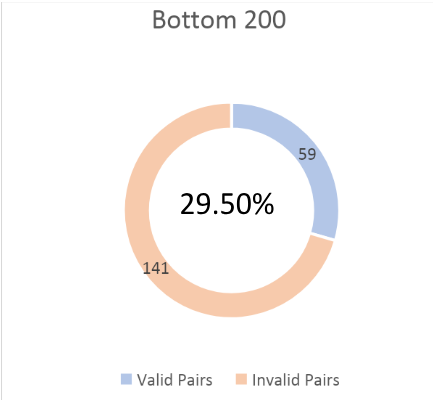 Bottom 200
59
29.50%
141
Valid Pairs
Invalid Pairs